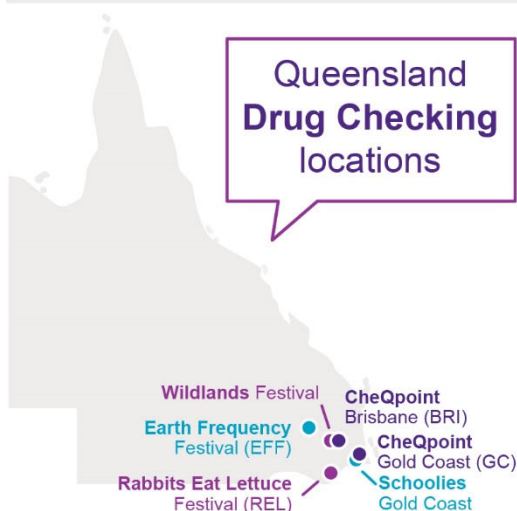 Queensland
Drug Checking
locations
Wildlands Festival
CheQpoint
Brisbane (BRI)
Earth Frequency
Festival (EFF)
CheQpoint
Gold Coast (GC)
Rabbits Eat Lettuce
Festival (REL)
Schoolies
Gold Coast